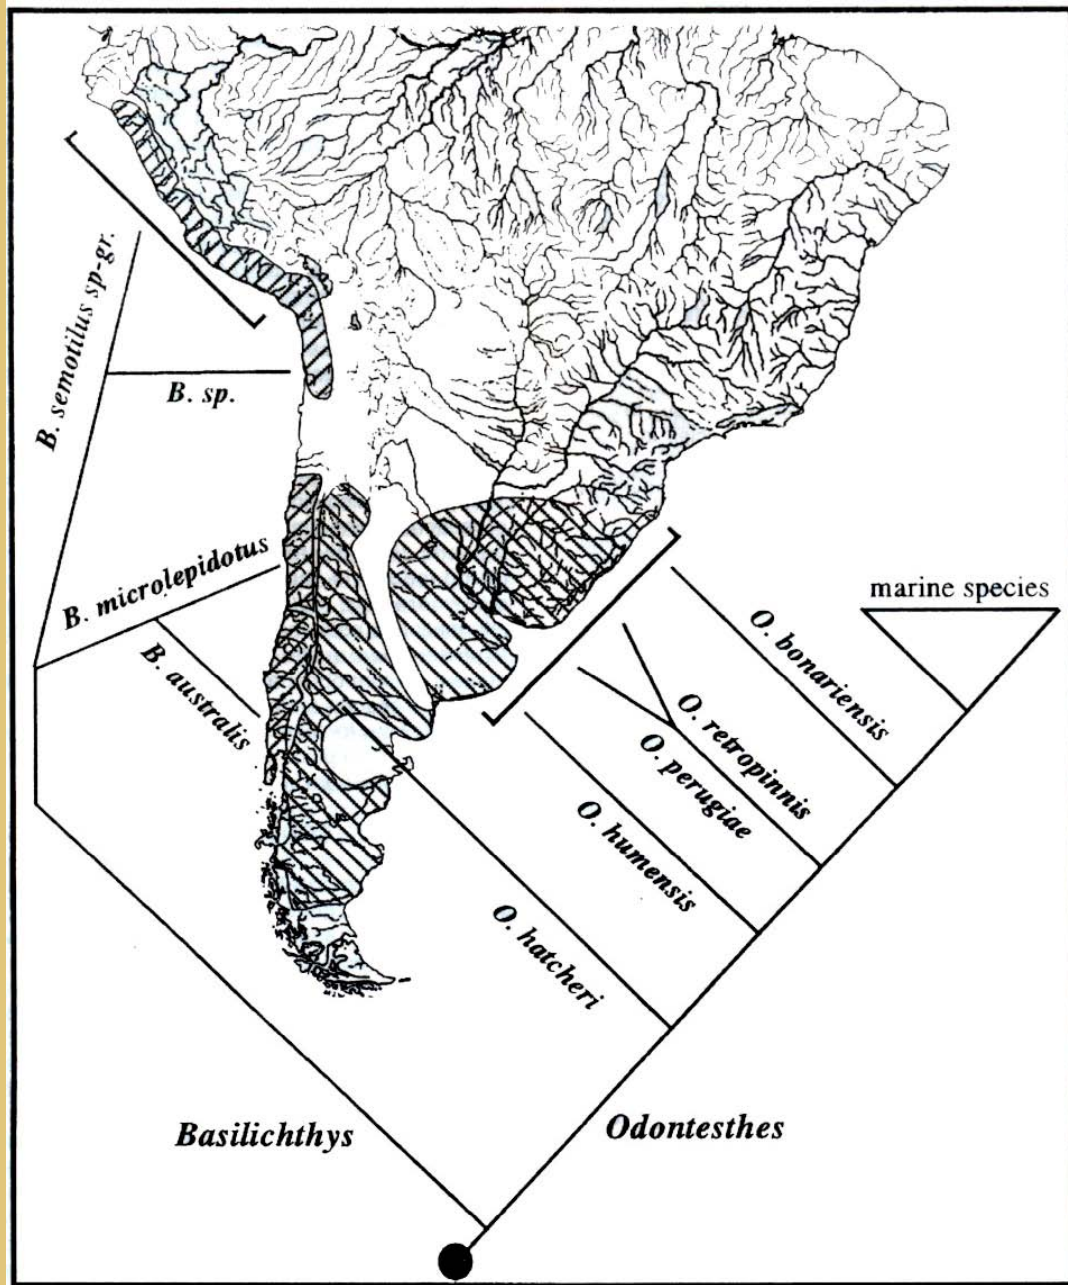 B. semotilus sp-gr.
B. sp.
B. microlepidotus
B. australis
marine species
O. bonariensis
O. retropinnis
O. perugiae
O. humensis
O. hatcheri
Basilichthys
Odontesthes